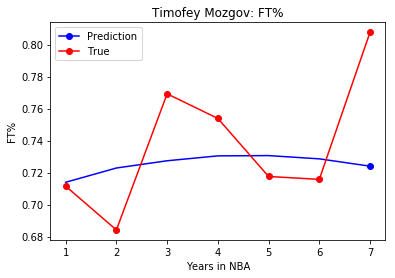 Timofey Mozgov: FT%
Prediction
True
FT%
0.80
0.78
0.76
0.74
0.72
0.70
0.68
1 2 3 4 5 6 7
Years in NBA